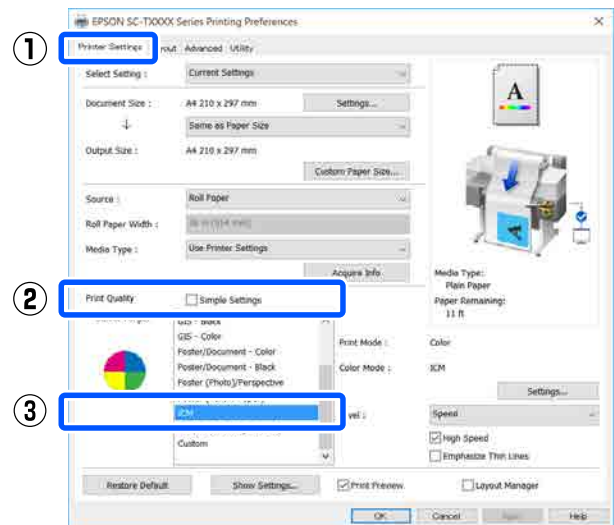 EPSON SC-TXXXX Series Printing Preferences
①
Printer Settings out Advanced Utility
Select Setting : Current Settings
Document Size : A4 210 x 297 mm Settings...
Same as Paper Size
Output Size : A4 210 x 297 mm
Custom Paper Size...
Source : Roll Paper
Roll Paper Width :
Media Type : Use Printer Settings
Acquire Info
A
Media Type:
Plain Paper
Paper Remaining:
11 ft
②
Print Quality Simple Settings
GIS - Black
GIS - Color
Poster/Document - Color
Poster/Document - Black
Poster (Photo)/Perspective
③
ICM
Custom
Print Mode : Color
Color Mode : ICM
Settings...
vel : Speed
High Speed
Emphasize Thin Lines
Restore Default Show Settings... Print Preview Layout Manager
OK Cancel Apply Help